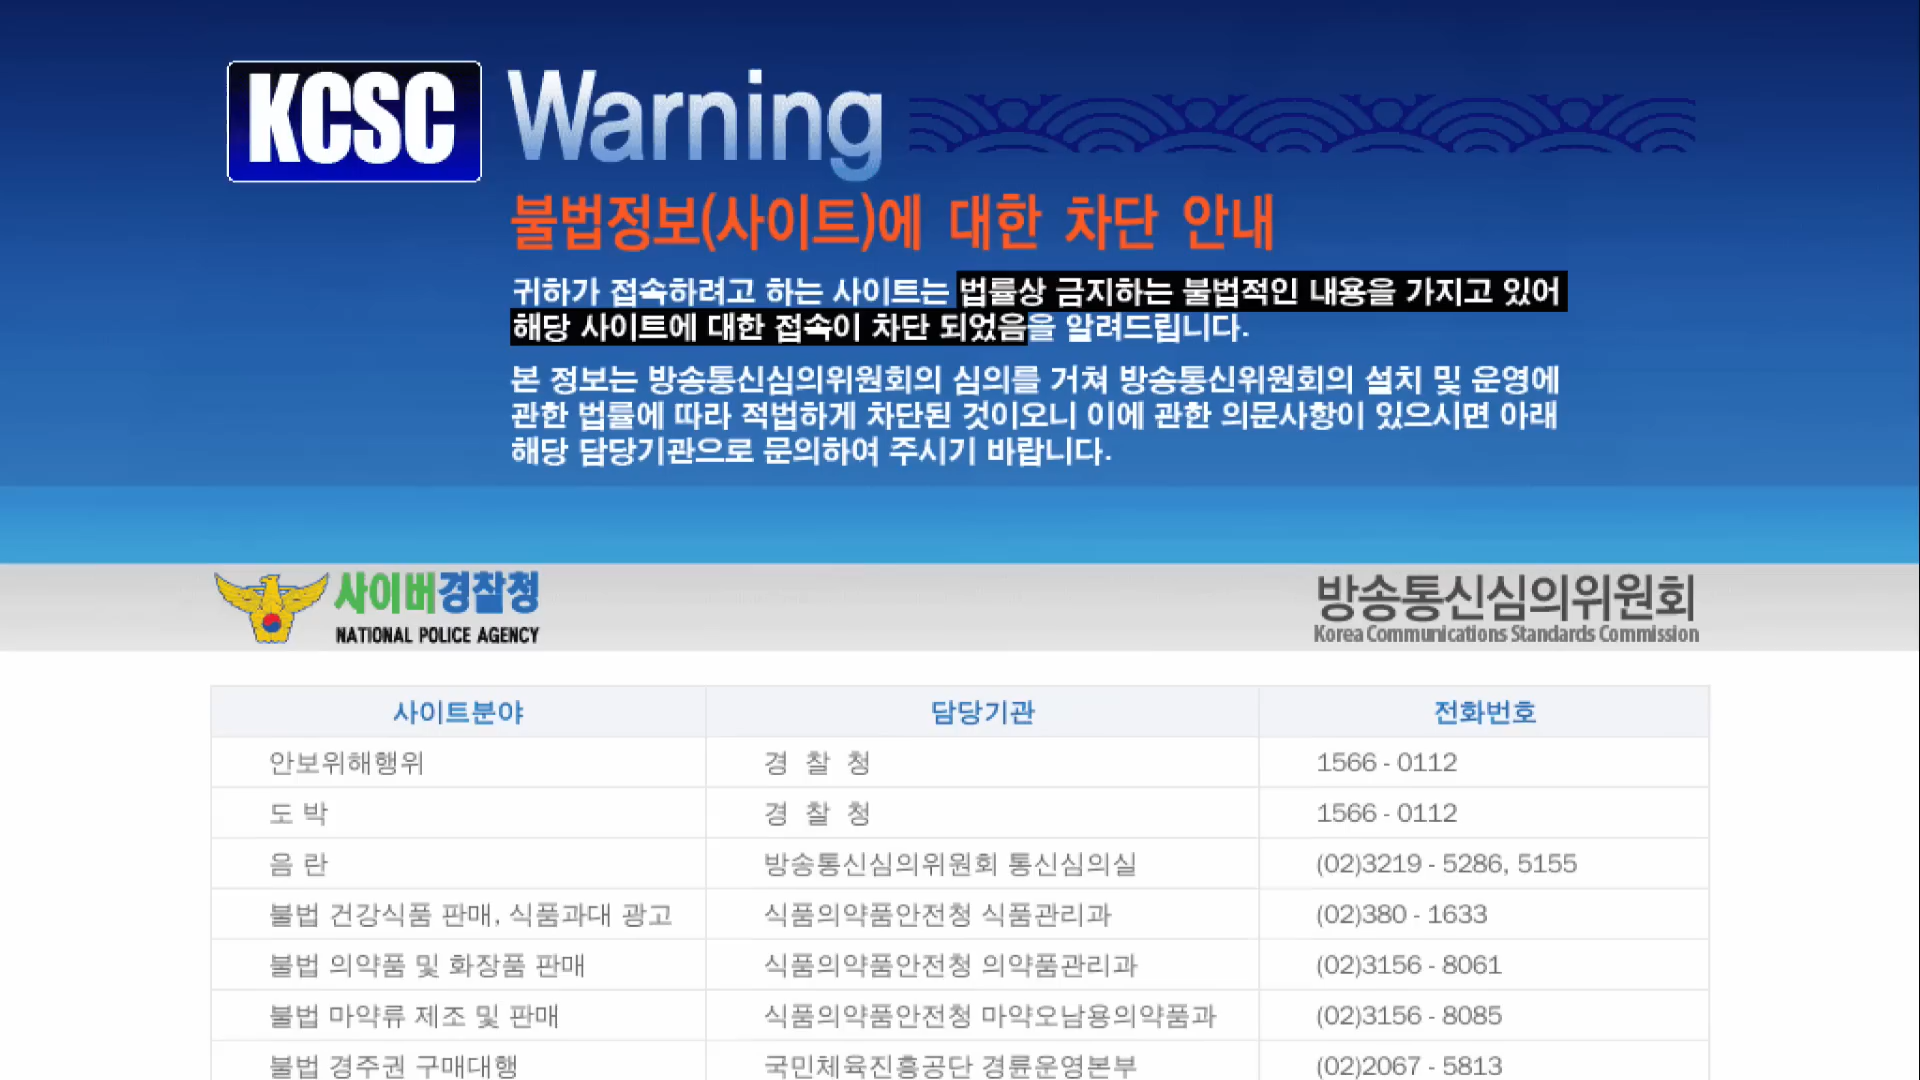 KCSC Warning
불법정보(사이트)에 대한 차단 안내
귀하가 접속하려고 하는 사이트는 법률상 금지하는 불법적인 내용을 가지고 있어
해당 사이트에 대한 접속이 차단 되었음을 알려드립니다.
본 정보는 방송통신심의위원회의 심의를 거쳐 방송통신위원회의 설치 및 운영에
관한 법률에 따라 적법하게 차단된 것이오니 이에 관한 의문사항이 있으시면 아래
해당 담당기관으로 문의하여 주시기 바랍니다.
사이버경찰청 방송통신심의위원회
NATIONAL POLICE AGENCY Korea Communications Standards Commission
사이트분야 담당기관 전화번호
안보위해행위 경 찰 청 1566 - 0112
도 박 경 찰 청 1566 - 0112
음 란 방송통신심의위원회 통신심의실 (02)3219 - 5286, 5155
불법 건강식품 판매, 식품과대 광고 식품의약품안전청 식품관리과 (02)380 - 1633
불법 의약품 및 화장품 판매 식품의약품안전청 의약품관리과 (02)3156 - 8061
불법 마약류 제조 및 판매 식품의약품안전청 마약오남용의약품과 (02)3156 - 8085
불법 경주권 구매대행 국민체육진흥공단 경륜운영본부 (02)2067 - 5813